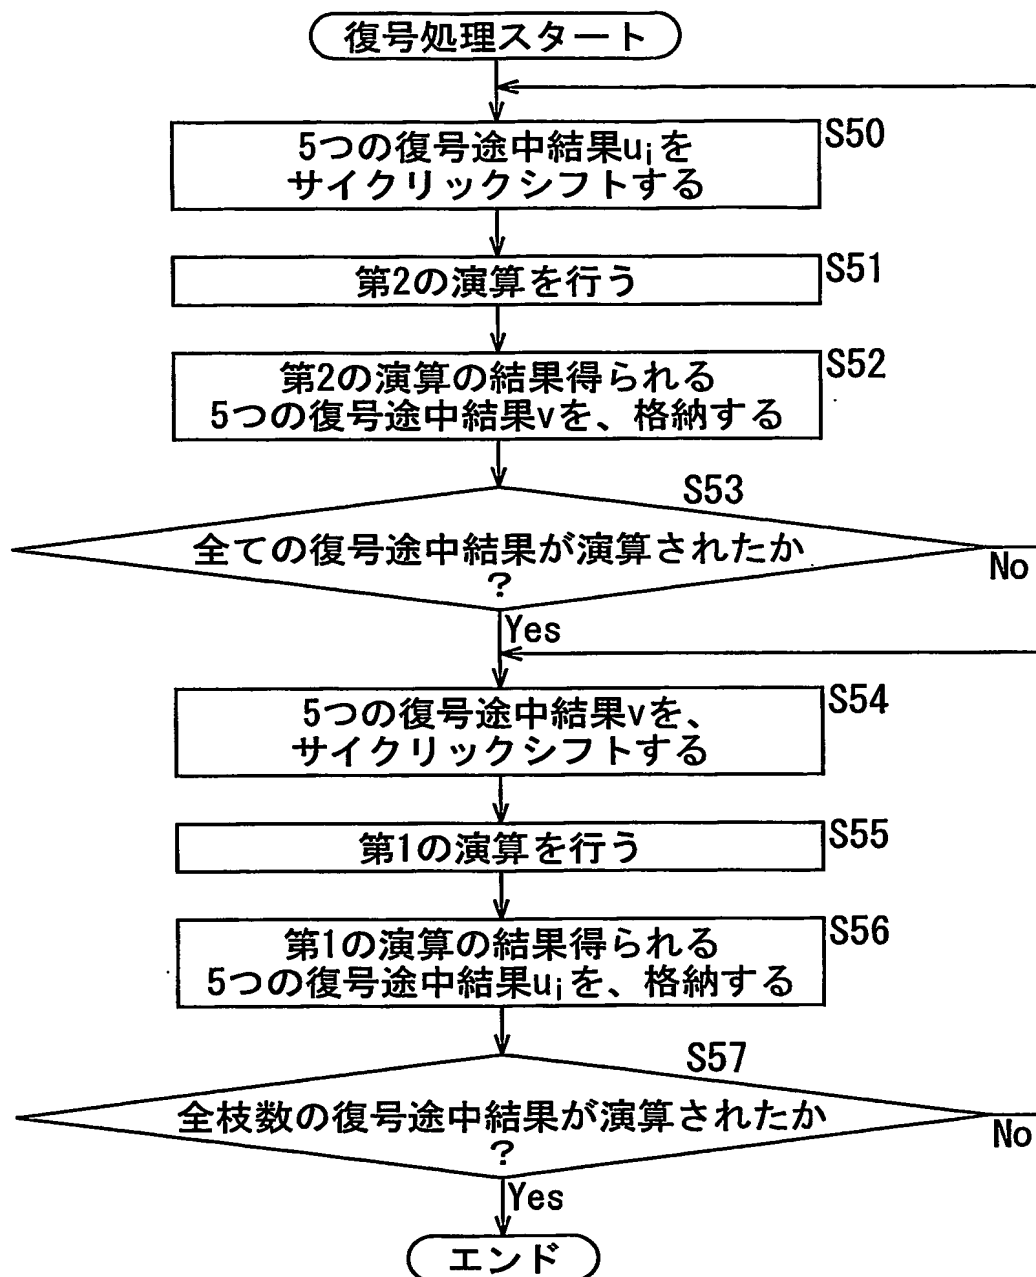 復号処理スタート
S50
5つの復号途中結果uiを
サイクリックシフトする
S51
第2の演算を行う
S52
第2の演算の結果得られる
5つの復号途中結果vを、格納する
S53
全ての復号途中結果が演算されたか
?
No
Yes
S54
5つの復号途中結果vを、
サイクリックシフトする
S55
第1の演算を行う
S56
第1の演算の結果得られる
5つの復号途中結果uiを、格納する
S57
全枝数の復号途中結果が演算されたか
?
No
Yes
エンド